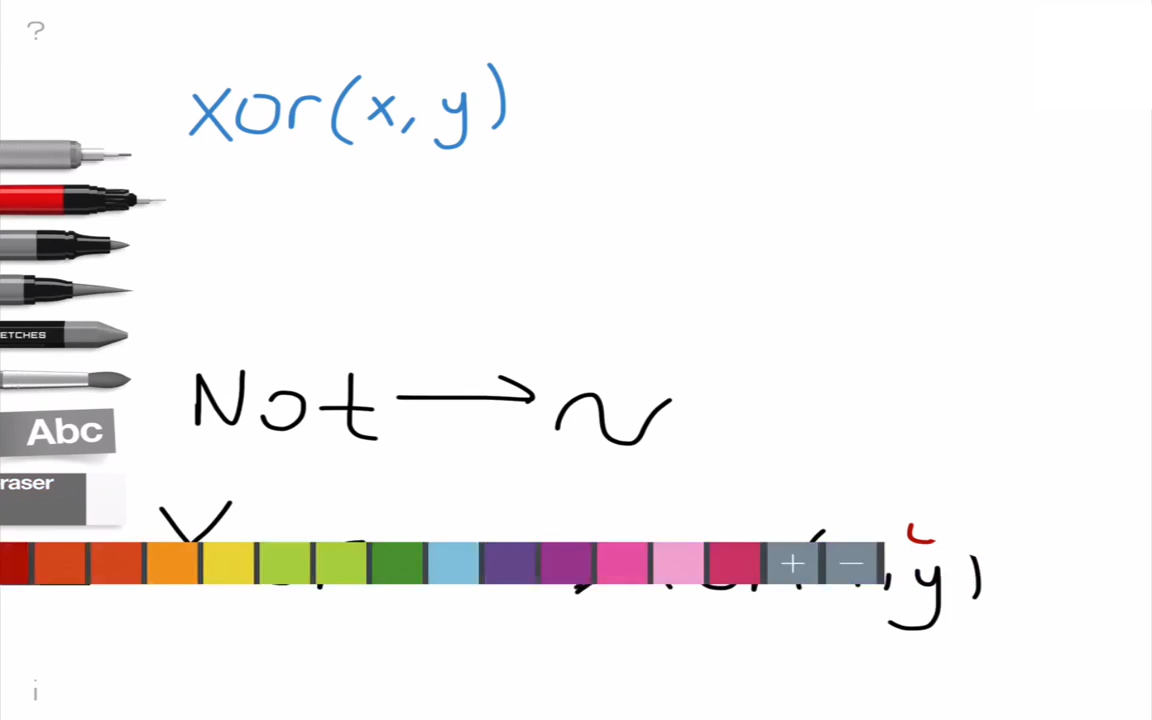 ?
xor(x, y)
ETCHES
Not → ~
Abc
raser
+ −
, y)
i